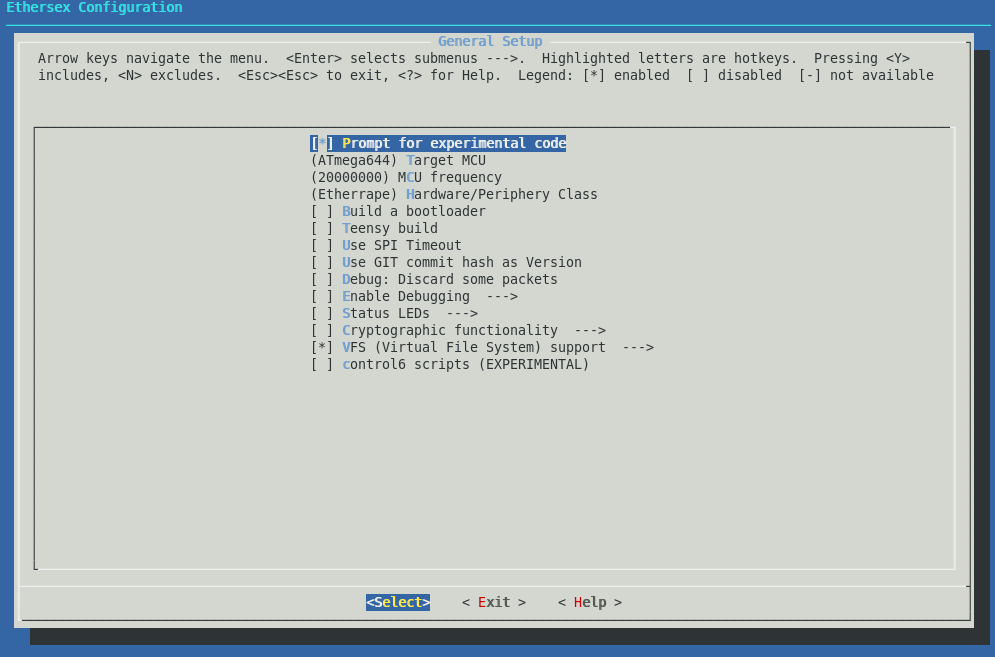 Ethersex Configuration
General Setup
Arrow keys navigate the menu.  <Enter> selects submenus --->.  Highlighted letters are hotkeys.  Pressing <Y>
includes, <N> excludes.  <Esc><Esc> to exit, <?> for Help.  Legend: [*] enabled  [ ] disabled  [-] not available
[*] Prompt for experimental code
(ATmega644) Target MCU
(20000000) MCU frequency
(Etherrape) Hardware/Periphery Class
[ ] Build a bootloader
[ ] Teensy build
[ ] Use SPI Timeout
[ ] Use GIT commit hash as Version
[ ] Debug: Discard some packets
[ ] Enable Debugging  --->
[ ] Status LEDs  --->
[ ] Cryptographic functionality  --->
[*] VFS (Virtual File System) support  --->
[ ] control6 scripts (EXPERIMENTAL)
<Select>    < Exit >    < Help >